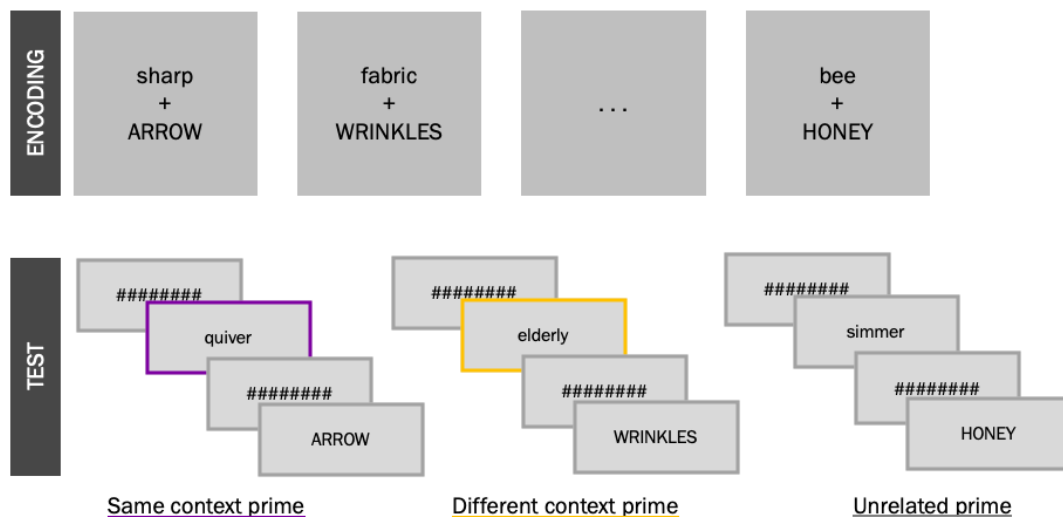 ENCODING
sharp
+
ARROW
fabric
+
WRINKLES
...
bee
+
HONEY
TEST
########
quiver
########
ARROW
Same context prime
########
elderly
########
WRINKLES
Different context prime
########
simmer
########
HONEY
Unrelated prime